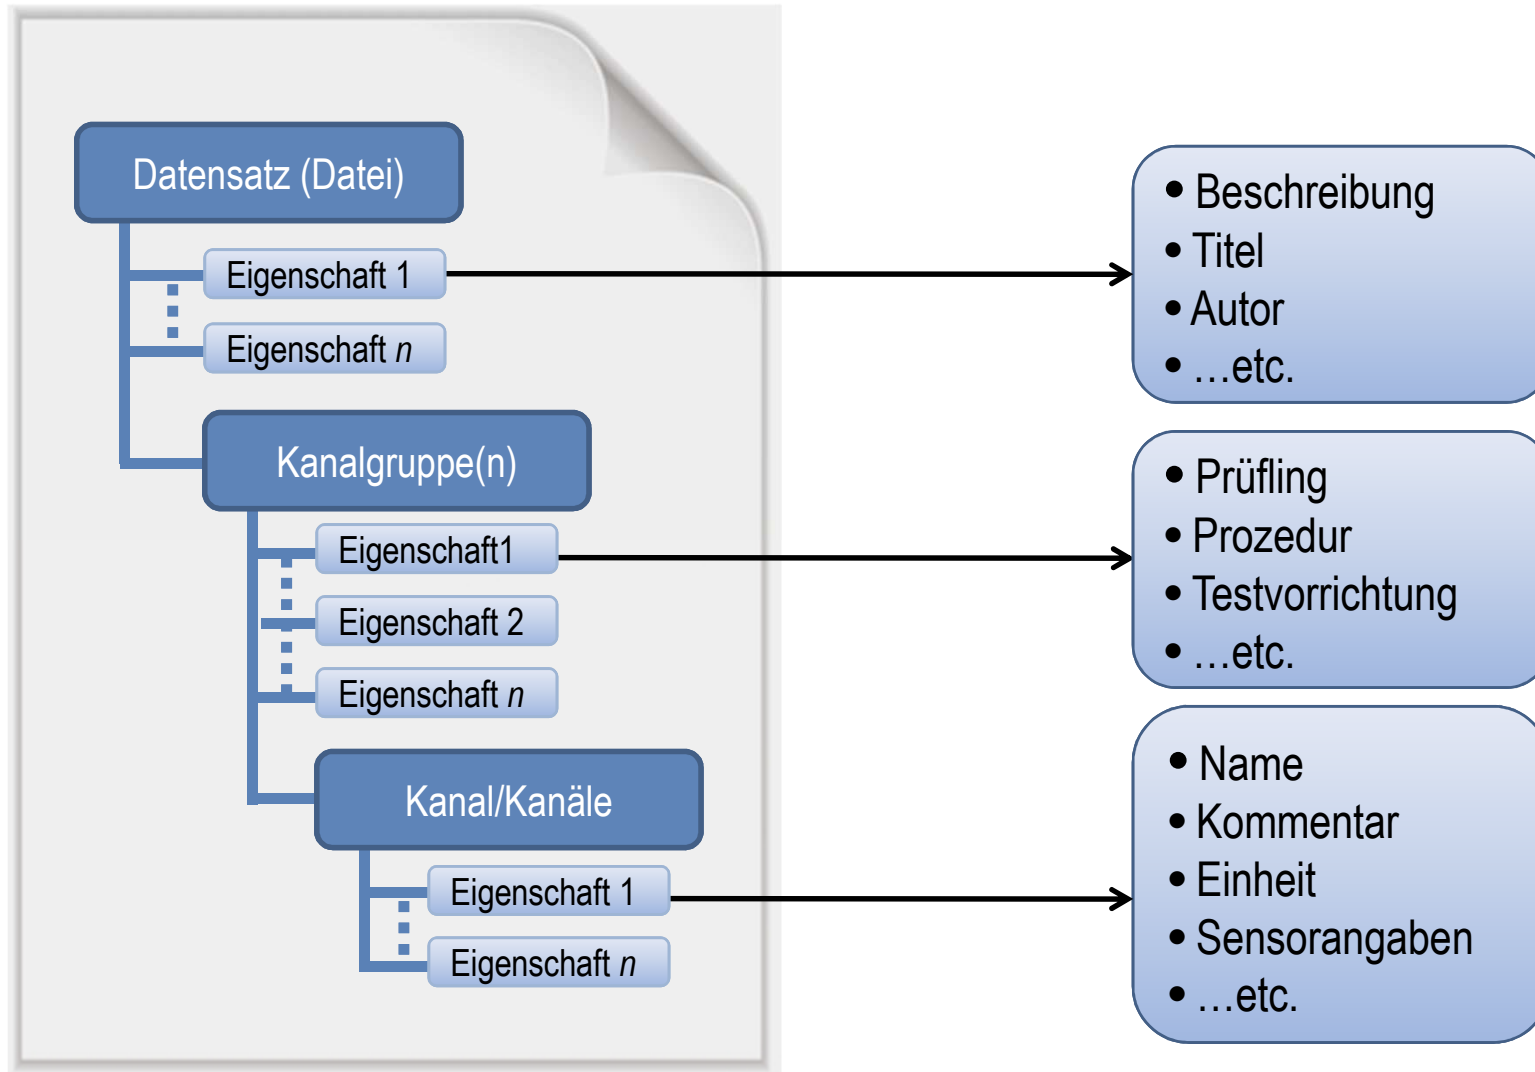 Datensatz (Datei)
Eigenschaft 1
Eigenschaft n
Kanalgruppe(n)
Eigenschaft1
Eigenschaft 2
Eigenschaft n
Kanal/Kanäle
Eigenschaft 1
Eigenschaft n
• Beschreibung
• Titel
• Autor
• …etc.
• Prüfling
• Prozedur
• Testvorrichtung
• …etc.
• Name
• Kommentar
• Einheit
• Sensorangaben
• …etc.